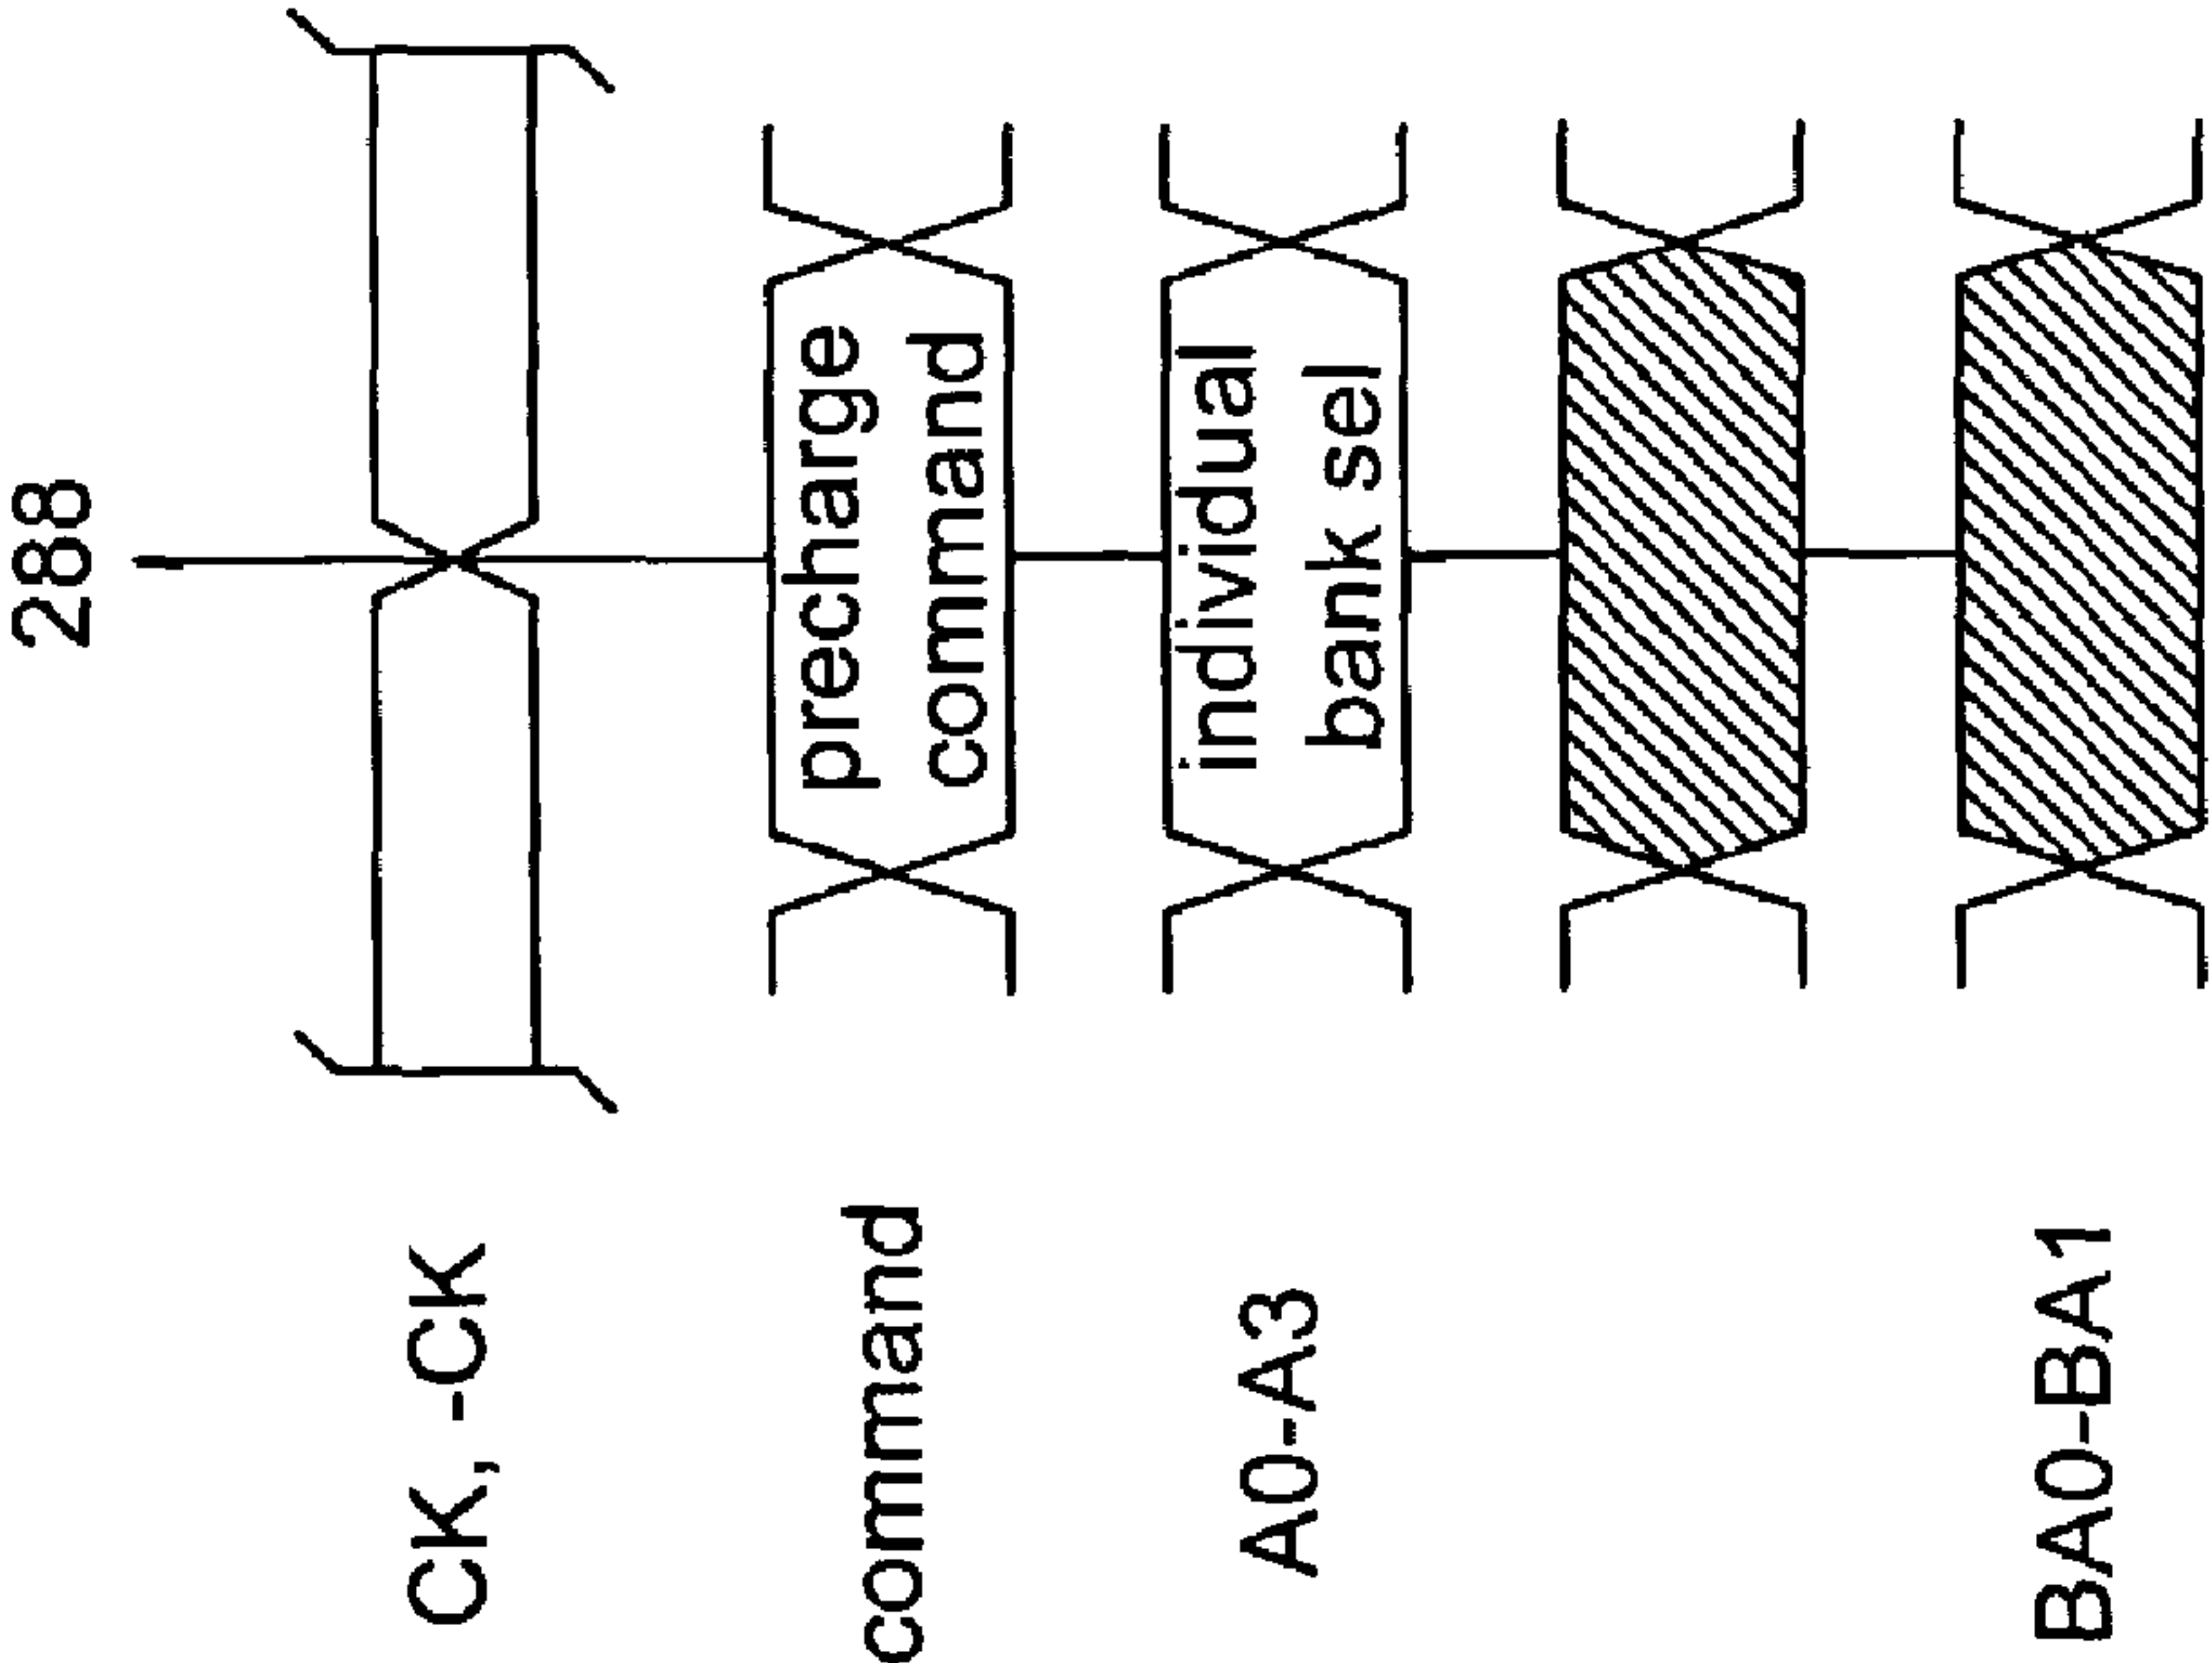 288
CK, -CK
command
precharge
command
A0-A3
individual
bank sel
BA0-BA1